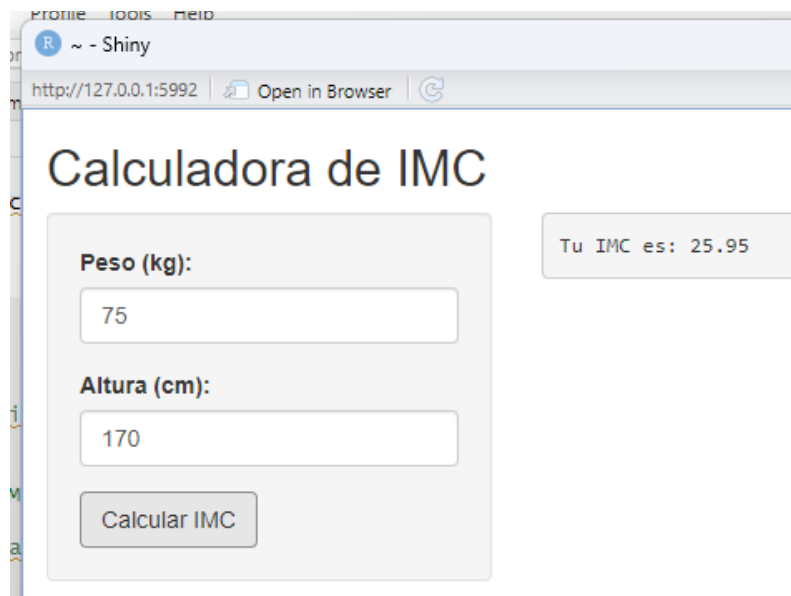 Profile Tools Help
R ~ - Shiny
http://127.0.0.1:5992 Open in Browser
Calculadora de IMC
Peso (kg):
75
Altura (cm):
170
Calcular IMC
Tu IMC es: 25.95